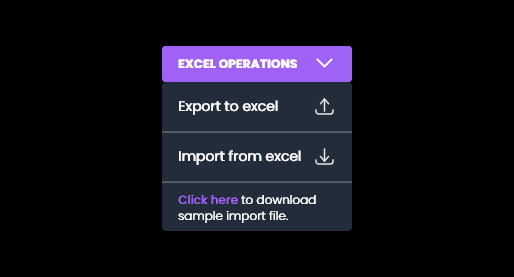 EXCEL OPERATIONS
Export to excel
Import from excel
Click here to download
sample import file.